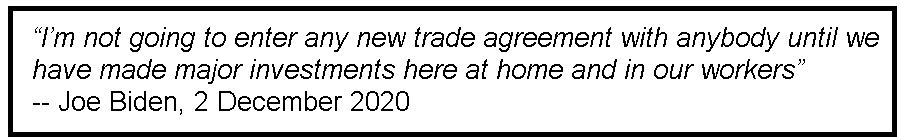 “I’m not going to enter any new trade agreement with anybody until we
have made major investments here at home and in our workers”
-- Joe Biden, 2 December 2020